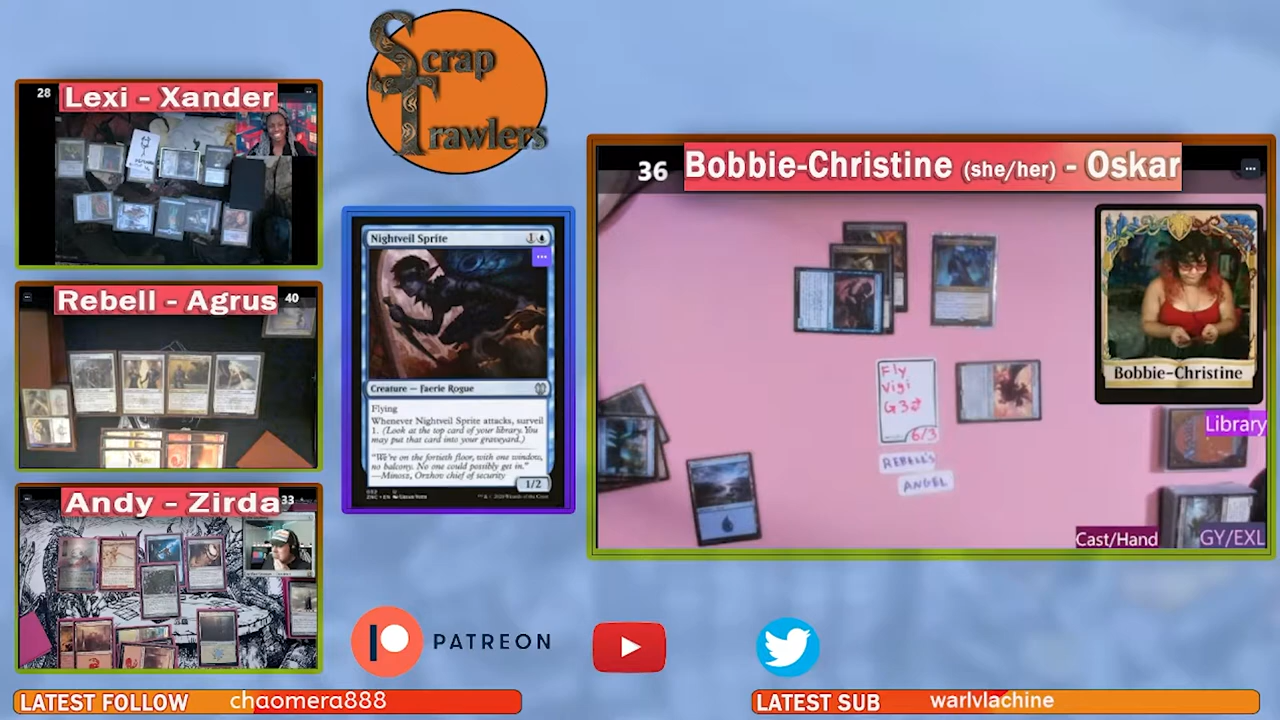 Scrap
Trawlers
28
Lexi - Xander
Rebell - Agrus
40
Andy - Zirda
33
Nightveil Sprite
1
Creature — Faerie Rogue
Flying
Whenever Nightveil Sprite attacks, surveil
1. (Look at the top card of your library. You
may put that card into your graveyard.)
"We're on the fortieth floor, with one window,
no balcony. No one could possibly get in."
—Minosz, Orzhov chief of security
1/2
36
Bobbie-Christine (she/her) - Oskar
Bobbie-Christine
Fly
Vigi
6/3
REBELL'S
ANGEL
Library
Cast/Hand
GY/EXL
PATREON
LATEST FOLLOW
chaomera888
LATEST SUB
warlvlachine